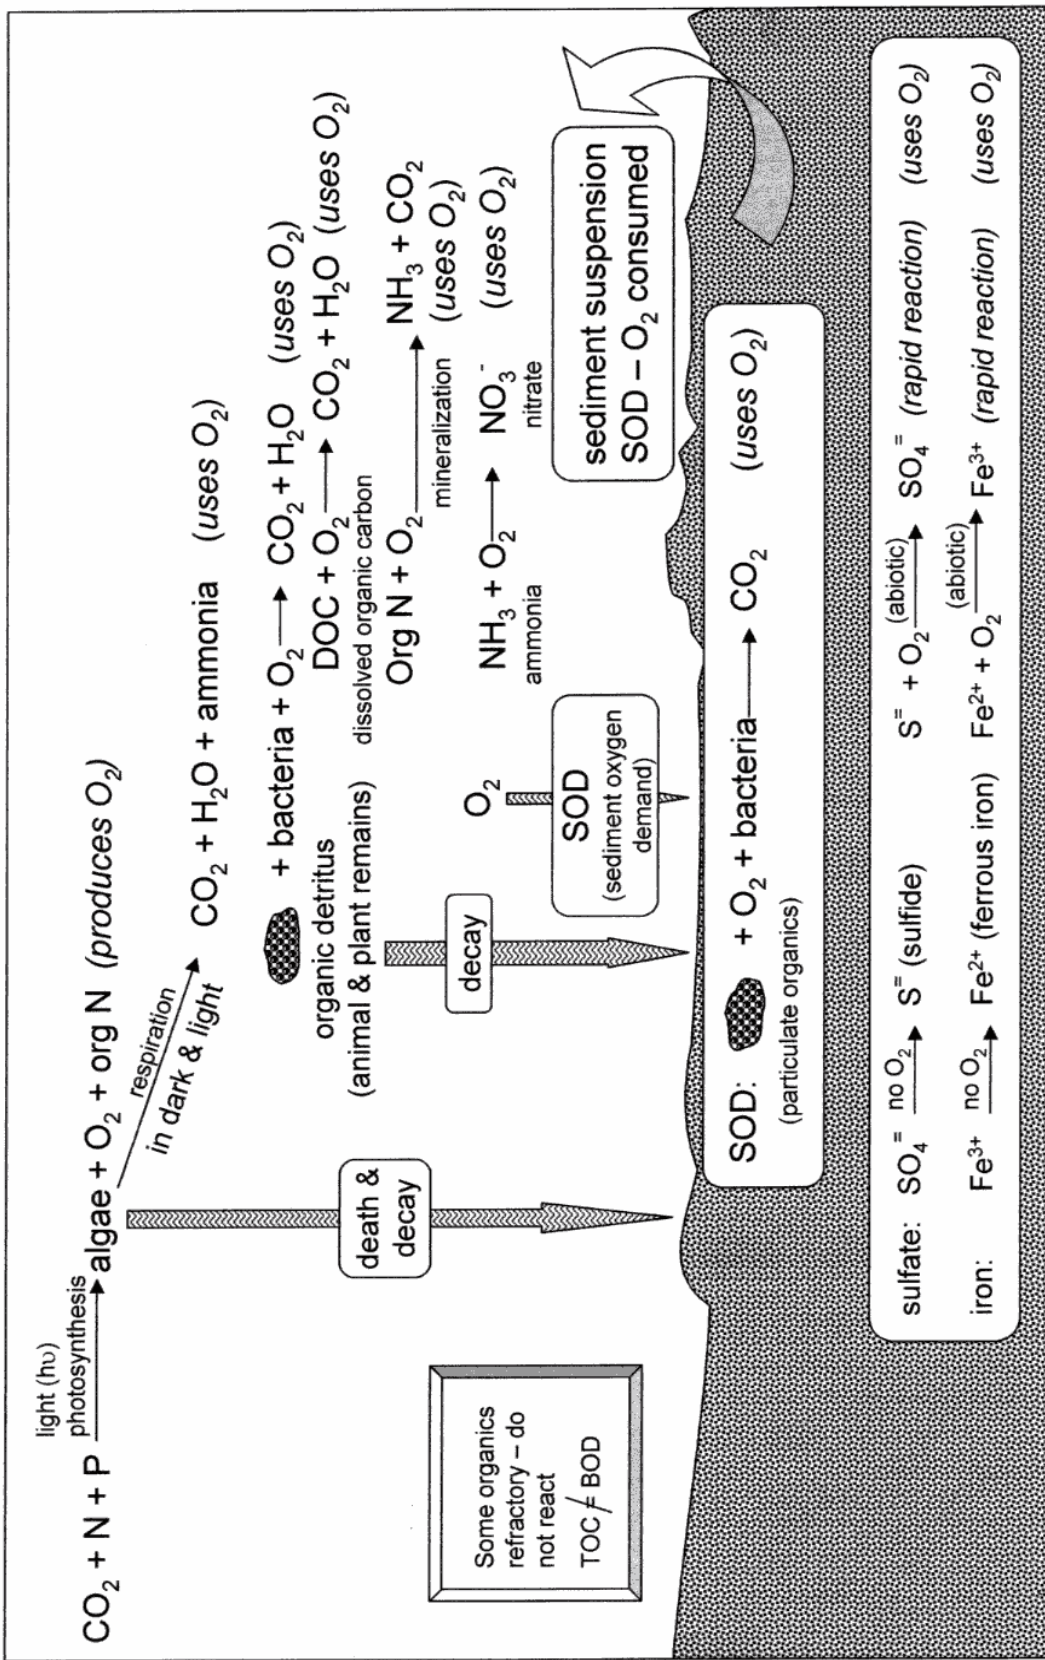 light (hυ)
CO₂ + N + P photosynthesis algae + O₂ + org N (produces O₂)
respiration
in dark & light
CO₂ + H₂O + ammonia (uses O₂)
+ bacteria + O₂ → CO₂ + H₂O (uses O₂)
organic detritus
(animal & plant remains)
DOC + O₂ → CO₂ + H₂O (uses O₂)
dissolved organic carbon
Org N + O₂ → NH₃ + CO₂
mineralization (uses O₂)
NH₃ + O₂ → NO₃⁻ (uses O₂)
ammonia nitrate
death &
decay
decay
O₂
SOD
(sediment oxygen
demand)
sediment suspension
SOD – O₂ consumed
Some organics
refractory – do
not react
TOC ≠ BOD
SOD: + O₂ + bacteria → CO₂ (uses O₂)
(particulate organics)
sulfate: SO₄⁼ no O₂ → S⁼ (sulfide) S⁼ + O₂ (abiotic) → SO₄⁼ (rapid reaction) (uses O₂)
iron: Fe³⁺ no O₂ → Fe²⁺ (ferrous iron) Fe²⁺ + O₂ (abiotic) → Fe³⁺ (rapid reaction) (uses O₂)